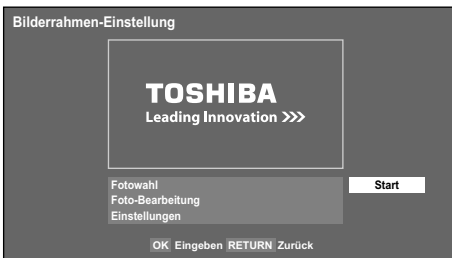 Bilderrahmen-Einstellung
TOSHIBA
Leading Innovation >>>
Fotowahl
Start
Foto-Bearbeitung
Einstellungen
OK Eingeben RETURN Zurück